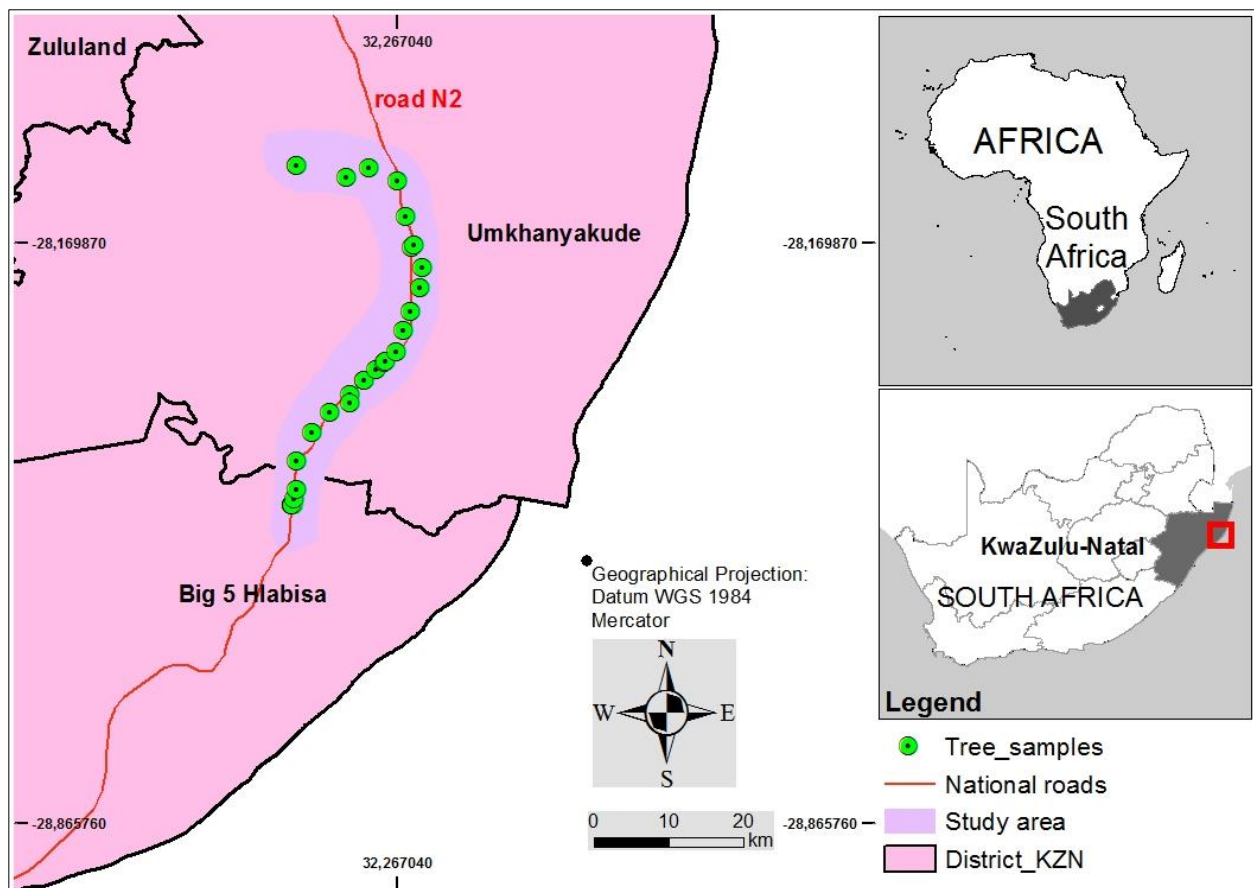 Zululand
32,267040
road N2
Umkhanyakude
-28,169870
-28,169870
Big 5 Hlabisa
Geographical Projection:
Datum WGS 1984
Mercator
N
W
E
S
0
10
20
km
-28,865760
-28,865760
32,267040
AFRICA
South
Africa
KwaZulu-Natal
SOUTH AFRICA
Legend
Tree_samples
National roads
Study area
District_KZN